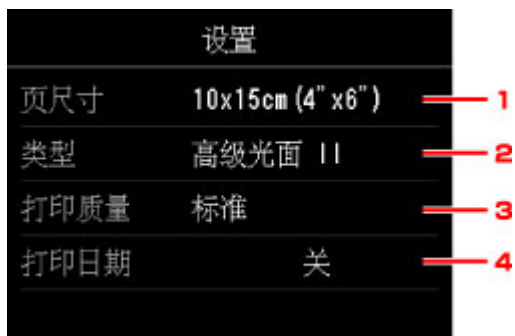 设置
页尺寸 10x15cm(4"x6") 1
类型 高级光面 II 2
打印质量 标准 3
打印日期 关 4